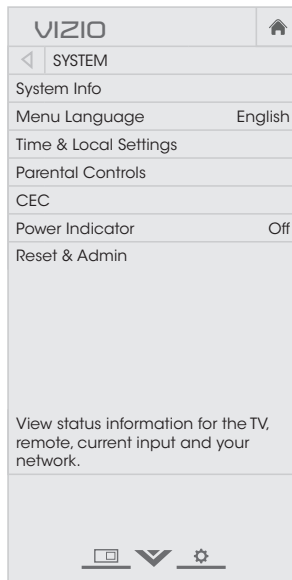 VIZIO
SYSTEM
System Info
Menu Language English
Time & Local Settings
Parental Controls
CEC
Power Indicator Off
Reset & Admin
View status information for the TV,
remote, current input and your
network.